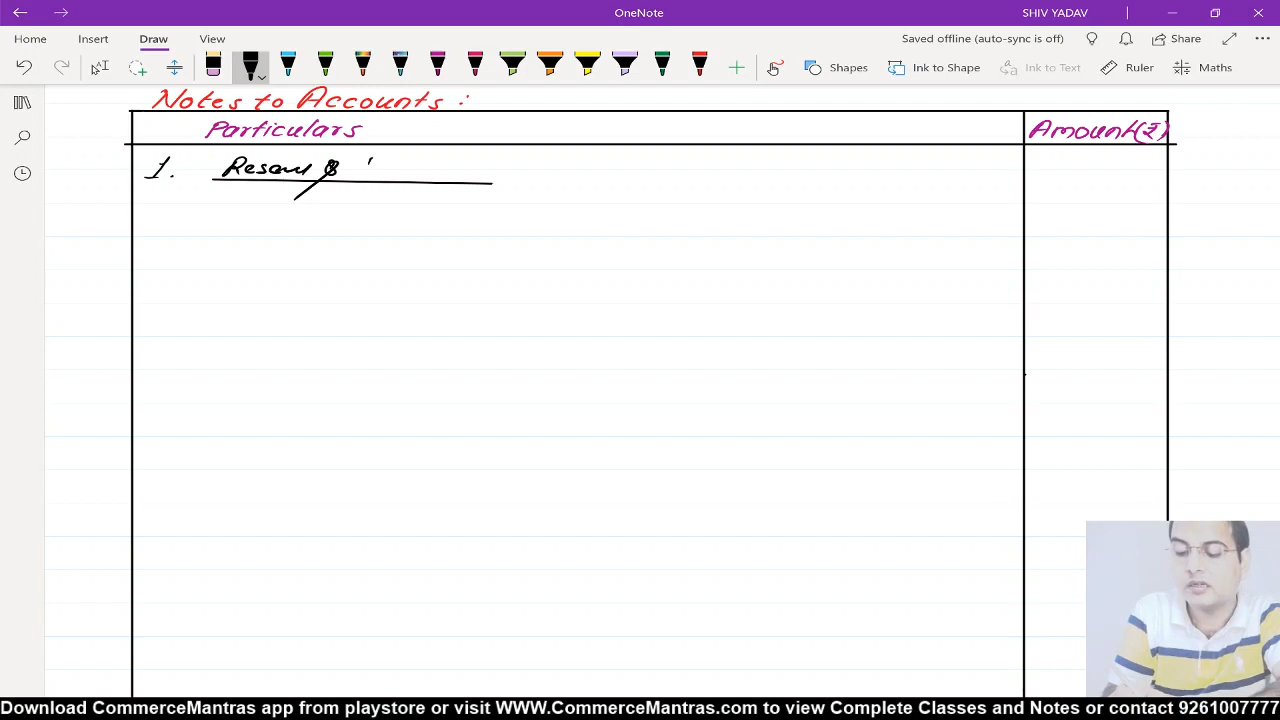 OneNote
SHIV YADAV
Home Insert Draw View
Saved offline (auto-sync is off)
Share
Shapes
Ink to Shape
Ink to Text
Ruler
Maths
Notes to Accounts :
Particulars Amount(₹)
1. Reserve &
Download CommerceMantras app from playstore or visit WWW.CommerceMantras.com to view Complete Classes and Notes or contact 9261007777